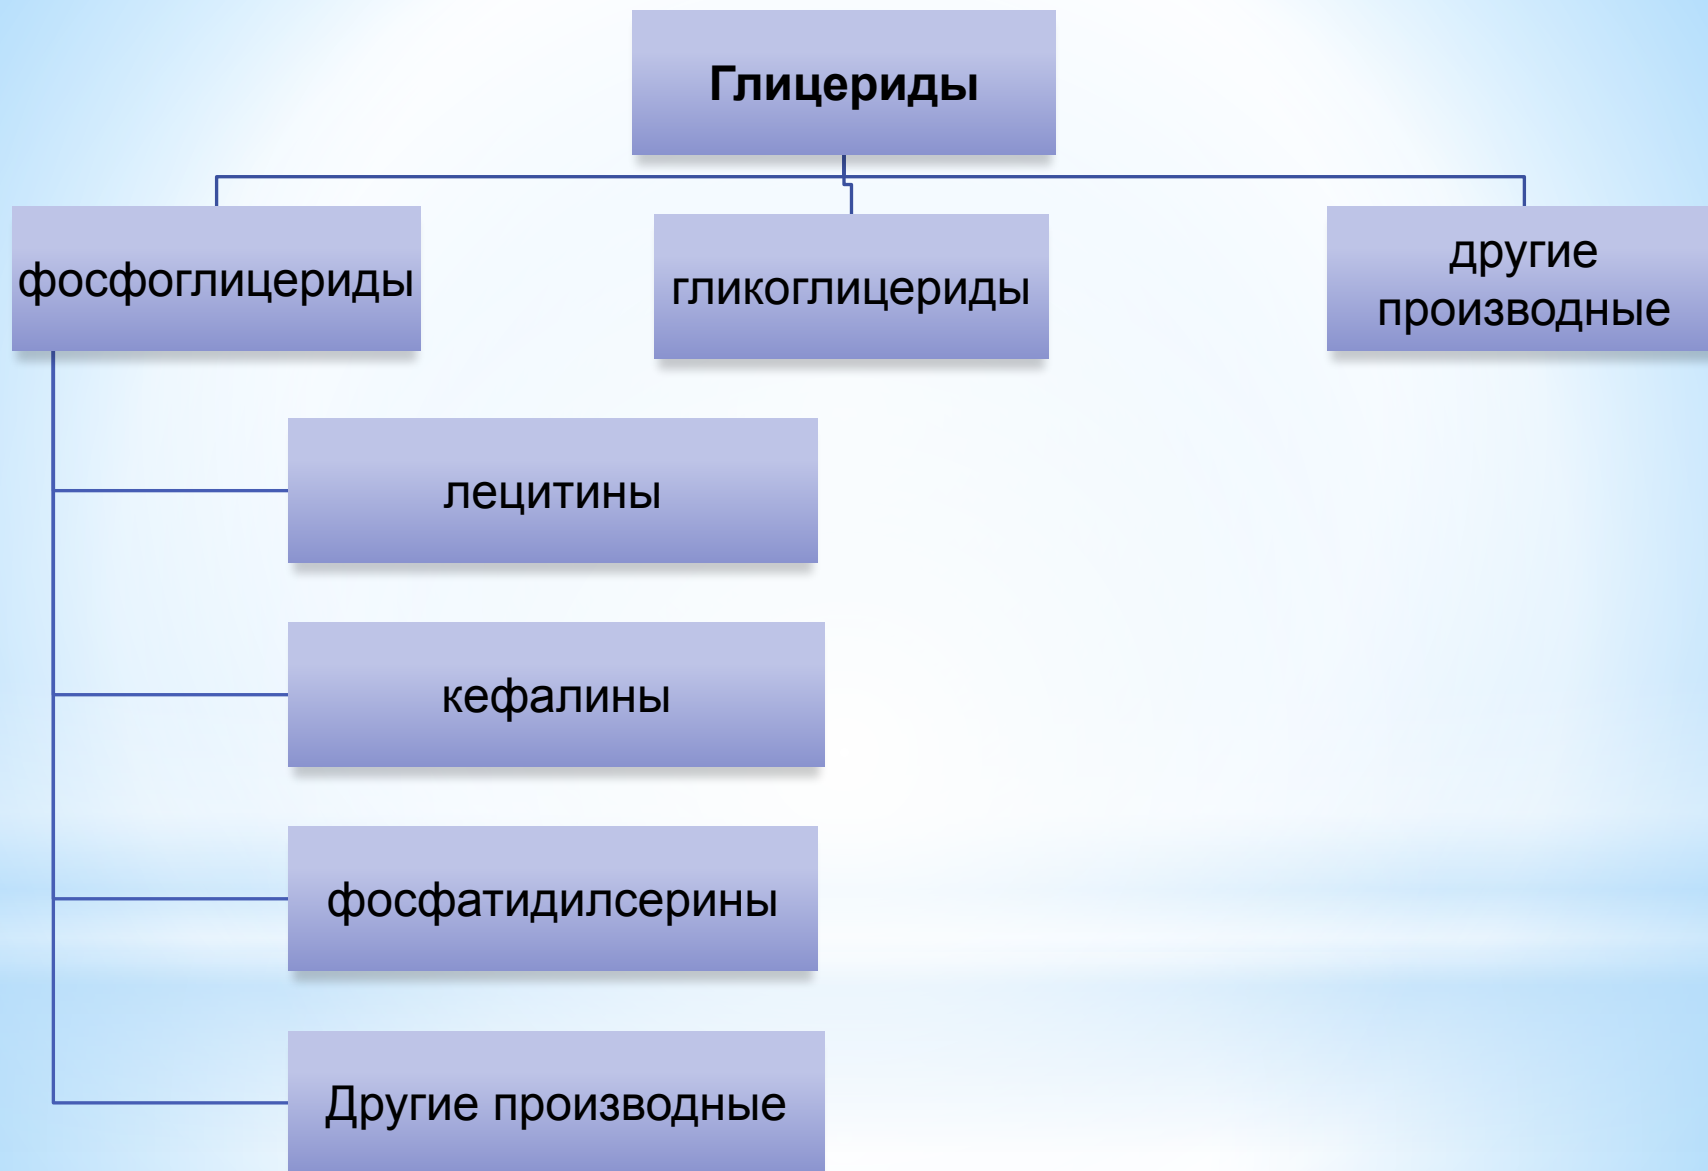 Глицериды
фосфоглицериды
гликоглицериды
другие
производные
лецитины
кефалины
фосфатидилсерины
Другие производные